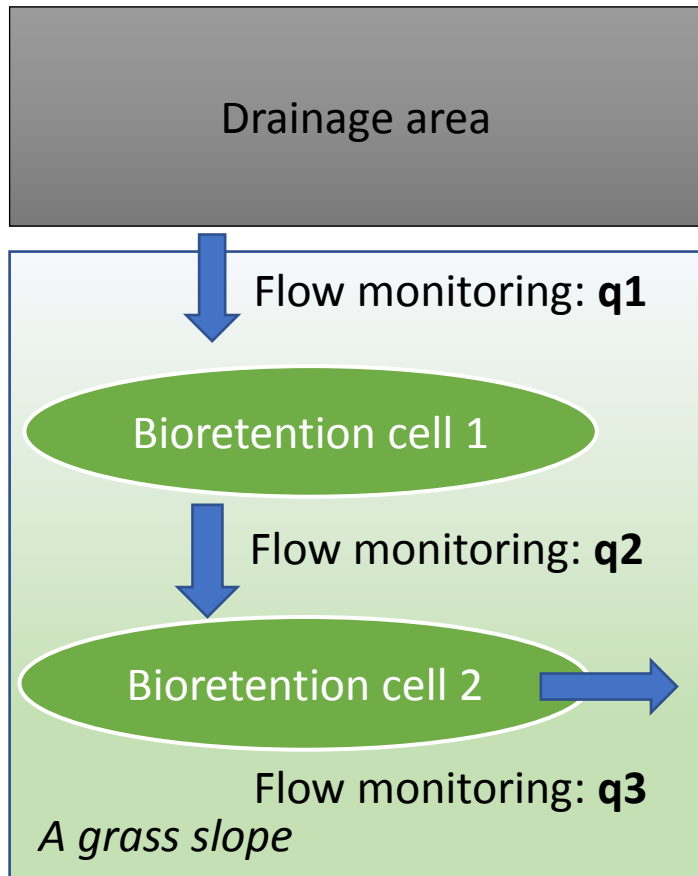 Drainage area
Flow monitoring: q1
Bioretention cell 1
Flow monitoring: q2
Bioretention cell 2
Flow monitoring: q3
A grass slope